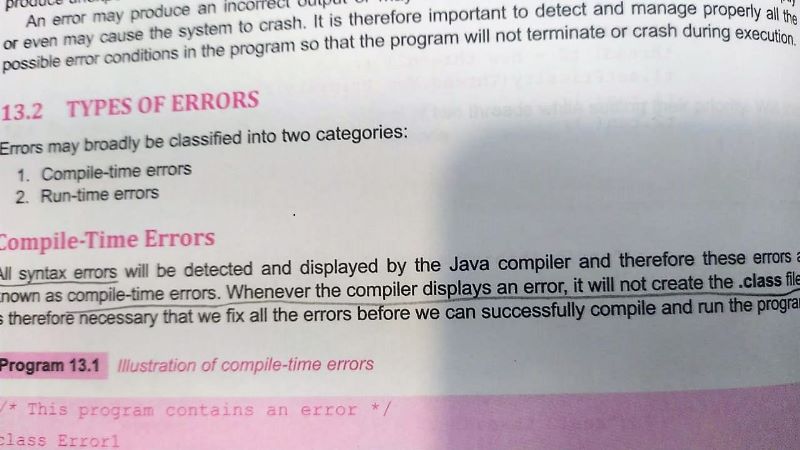 An error may produce an incorrect output or
or even may cause the system to crash. It is therefore important to detect and manage properly all the
possible error conditions in the program so that the program will not terminate or crash during execution.
13.2 TYPES OF ERRORS
Errors may broadly be classified into two categories:
1. Compile-time errors
2. Run-time errors
Compile-Time Errors
All syntax errors will be detected and displayed by the Java compiler and therefore these errors
known as compile-time errors. Whenever the compiler displays an error, it will not create the .class file
therefore necessary that we fix all the errors before we can successfully compile and run the
Program 13.1 Illustration of compile-time errors
/* This program contains an error */
class Error1